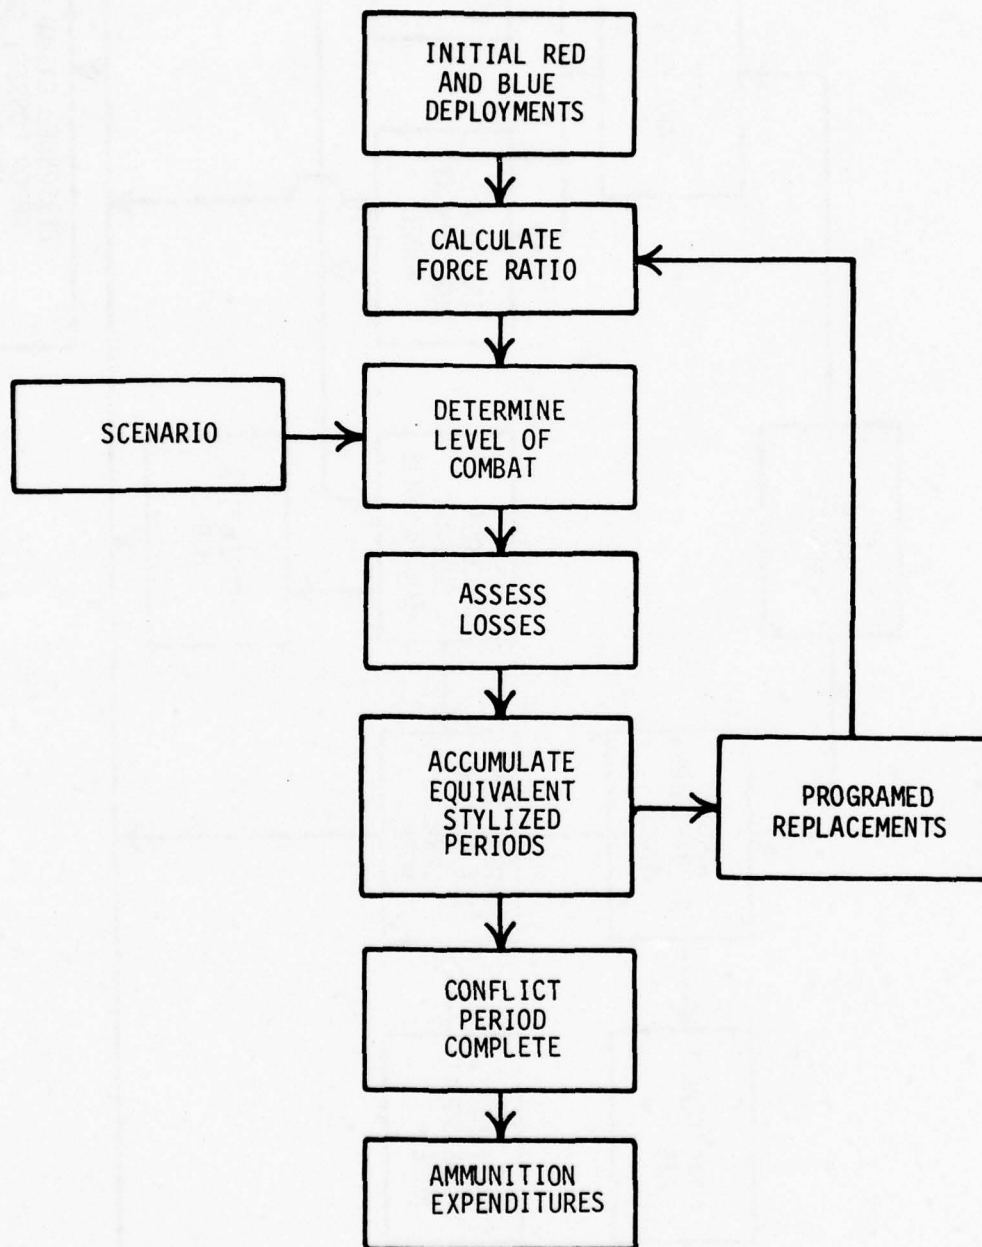 INITIAL RED
AND BLUE
DEPLOYMENTS
CALCULATE
FORCE RATIO
SCENARIO
DETERMINE
LEVEL OF
COMBAT
ASSESS
LOSSES
ACCUMULATE
EQUIVALENT
STYLIZED
PERIODS
PROGRAMED
REPLACEMENTS
CONFLICT
PERIOD
COMPLETE
AMMUNITION
EXPENDITURES